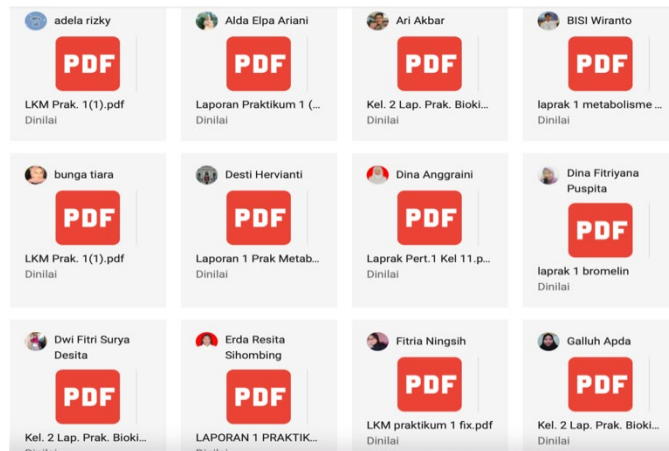 adela rizky
PDF
LKM Prak. 1(1).pdf
Dinilai
Alda Elpa Ariani
PDF
Laporan Praktikum 1 (...
Dinilai
Ari Akbar
PDF
Kel. 2 Lap. Prak. Bioki...
Dinilai
BISI Wiranto
PDF
laprak 1 metabolisme ...
Dinilai
bunga tiara
PDF
LKM Prak. 1(1).pdf
Dinilai
Desti Hervianti
PDF
Laporan 1 Prak Metab...
Dinilai
Dina Anggraini
PDF
Laprak Pert.1 Kel 11.p...
Dinilai
Dina Fitriyana
Puspita
PDF
laprak 1 bromelin
Dinilai
Dwi Fitri Surya
Desita
PDF
Kel. 2 Lap. Prak. Bioki...
Erda Resita
Sihombing
PDF
LAPORAN 1 PRAKTIK...
Fitria Ningsih
PDF
LKM praktikum 1 fix.pdf
Dinilai
Galluh Apda
PDF
Kel. 2 Lap. Prak. Bioki...
Dinilai